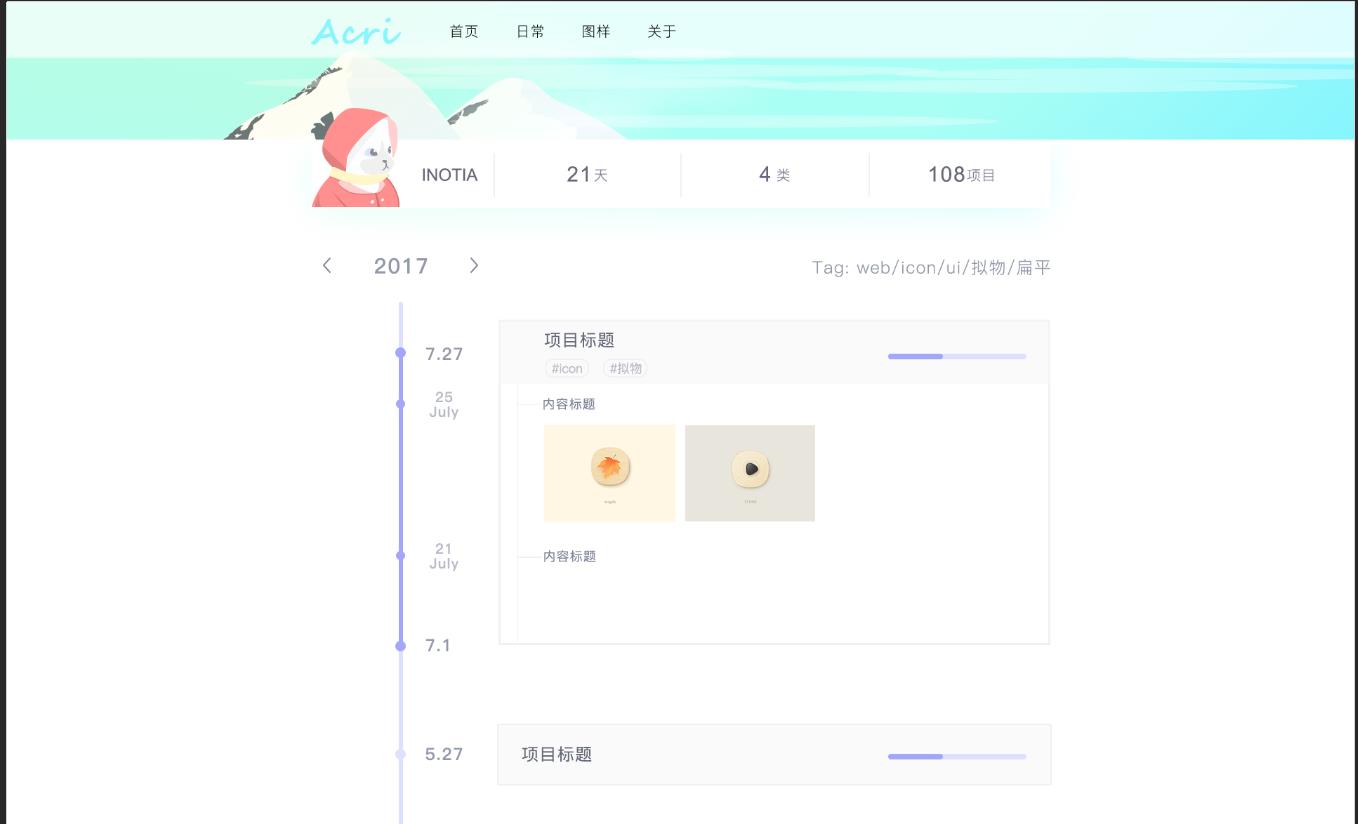 Acri
首页 日常 图样 关于
INOTIA 21天 4 类 108项目
2017
Tag: web/icon/ui/拟物/扁平
7.27
项目标题
#icon #拟物
25
July
内容标题
21
July
内容标题
7.1
5.27
项目标题